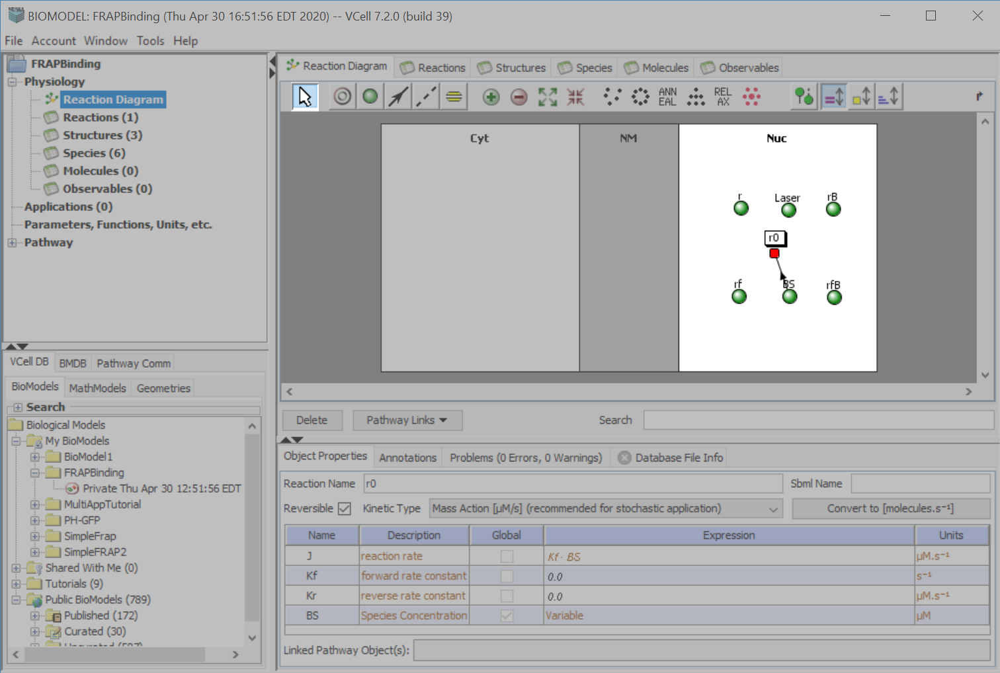 BIOMODEL: FRAPBinding (Thu Apr 30 16:51:56 EDT 2020) -- VCell 7.2.0 (build 39)
File Account Window Tools Help
FRAPBinding
Physiology
Reaction Diagram
Reactions (1)
Structures (3)
Species (6)
Molecules (0)
Observables (0)
Applications (0)
Parameters, Functions, Units, etc.
Pathway
VCell DB BMDB Pathway Comm
BioModels MathModels Geometries
Search
Biological Models
My BioModels
BioModel1
FRAPBinding
Private Thu Apr 30 12:51:56 EDT
MultiAppTutorial
PH-GFP
SimpleFrap
SimpleFRAP2
Shared With Me (0)
Tutorials (9)
Public BioModels (789)
Published (172)
Curated (30)
Reaction Diagram Reactions Structures Species Molecules Observables
ANN EAL REL AX
Cyt NM Nuc
r Laser rB
r0
rf BS rfB
Delete Pathway Links Search
Object Properties Annotations Problems (0 Errors, 0 Warnings) Database File Info
Reaction Name r0 Sbml Name
Reversible Kinetic Type Mass Action [µM/s] (recommended for stochastic application) Convert to [molecules.s⁻¹]
Name Description Global Expression Units
J reaction rate Kf · BS µM.s⁻¹
Kf forward rate constant 0.0 s⁻¹
Kr reverse rate constant 0.0 µM.s⁻¹
BS Species Concentration Variable µM
Linked Pathway Object(s):